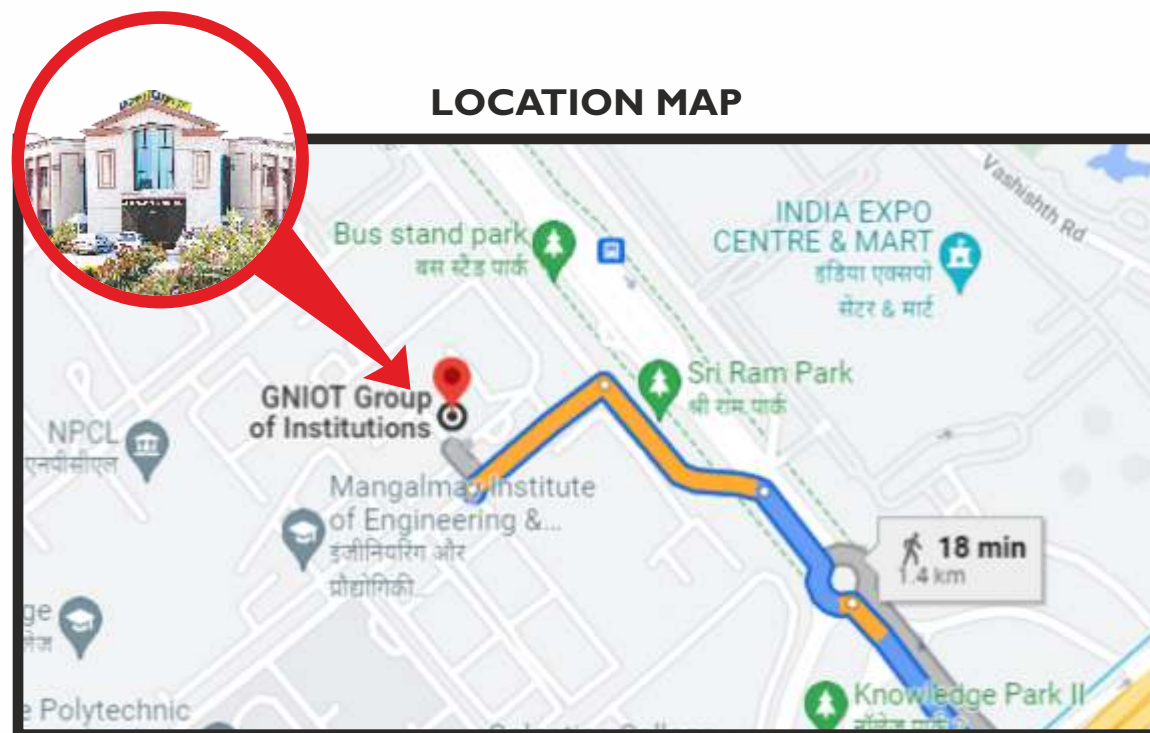 LOCATION MAP
Vashishth Rd
INDIA EXPO
CENTRE & MART
इंडिया एक्सपो
सेंटर & मार्ट
Bus stand park
बस स्टैंड पार्क
Sri Ram Park
श्री राम पार्क
GNIOT Group
of Institutions
NPCL
एनपीसीएल
Mangalmay Institute
of Engineering &...
इंजीनियरिंग और
प्रौद्योगिकी...
18 min
1.4 km
ge
Knowledge Park II
e Polytechnic